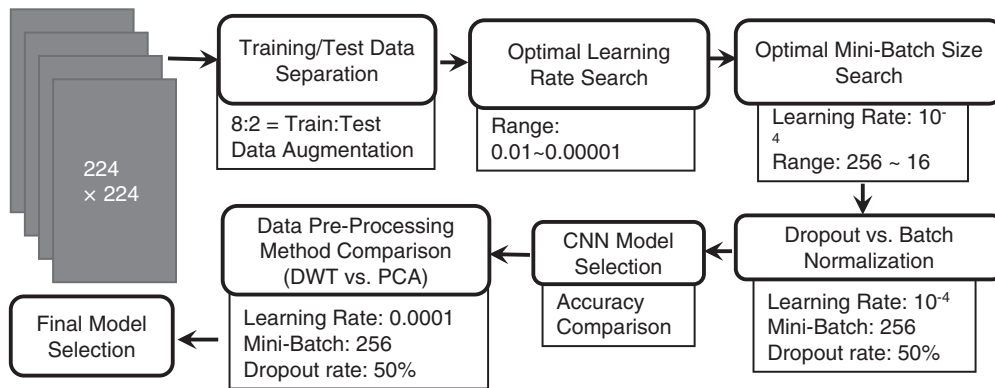 224
× 224
Training/Test Data
Separation
8:2 = Train:Test
Data Augmentation
Optimal Learning
Rate Search
Range:
0.01~0.00001
Optimal Mini-Batch Size
Search
Learning Rate: 10⁻
⁴
Range: 256 ~ 16
Dropout vs. Batch
Normalization
Learning Rate: 10⁻⁴
Mini-Batch: 256
Dropout rate: 50%
CNN Model
Selection
Accuracy
Comparison
Data Pre-Processing
Method Comparison
(DWT vs. PCA)
Learning Rate: 0.0001
Mini-Batch: 256
Dropout rate: 50%
Final Model
Selection